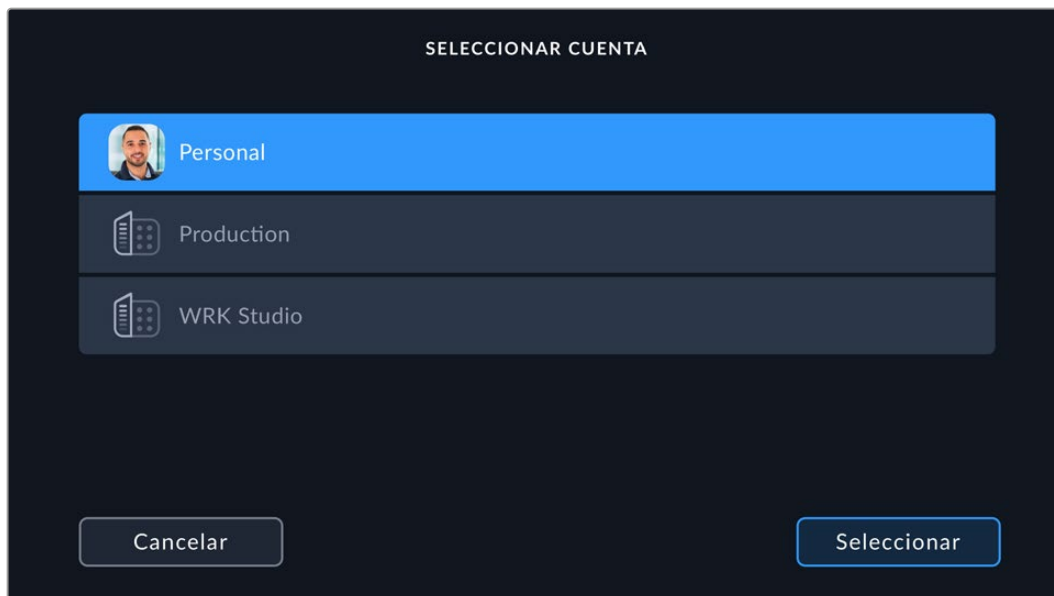 SELECCIONAR CUENTA
Personal
Production
WRK Studio
Cancelar
Seleccionar